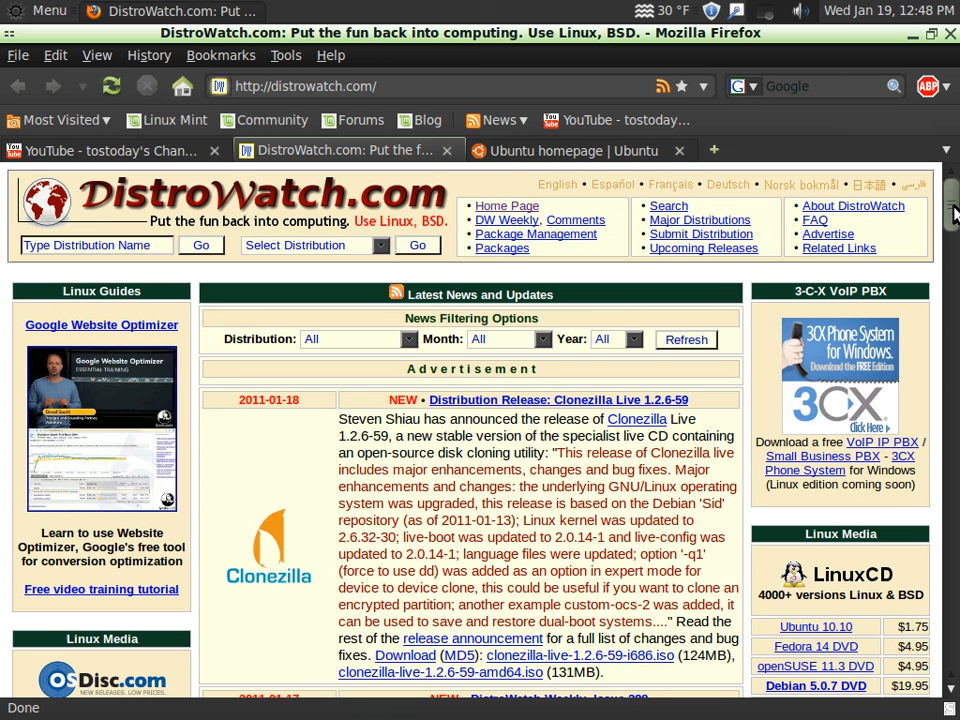 Menu
DistroWatch.com: Put ...
30 °F
Wed Jan 19, 12:48 PM
DistroWatch.com: Put the fun back into computing. Use Linux, BSD. - Mozilla Firefox
File Edit View History Bookmarks Tools Help
http://distrowatch.com/
Google
ABP
Most Visited
Linux Mint
Community
Forums
Blog
News
YouTube - tostoday...
YouTube - tostoday's Chan...
DistroWatch.com: Put the f...
Ubuntu homepage | Ubuntu
DistroWatch.com
Put the fun back into computing. Use Linux, BSD.
Type Distribution Name Go Select Distribution Go
English • Español • Français • Deutsch • Norsk bokmål • 日本語 • فارسی
• Home Page
• DW Weekly, Comments
• Package Management
• Packages
• Search
• Major Distributions
• Submit Distribution
• Upcoming Releases
• About DistroWatch
• FAQ
• Advertise
• Related Links
Linux Guides
Google Website Optimizer
Google Website Optimizer
ESSENTIAL TRAINING
Learn to use Website
Optimizer, Google's free tool
for conversion optimization
Free video training tutorial
Linux Media
OSDisc.com
NEW RELEASES. LOW PRICES.
Latest News and Updates
News Filtering Options
Distribution: All Month: All Year: All Refresh
Advertisement
2011-01-18
NEW • Distribution Release: Clonezilla Live 1.2.6-59
Clonezilla
Steven Shiau has announced the release of Clonezilla Live
1.2.6-59, a new stable version of the specialist live CD containing
an open-source disk cloning utility: "This release of Clonezilla live
includes major enhancements, changes and bug fixes. Major
enhancements and changes: the underlying GNU/Linux operating
system was upgraded, this release is based on the Debian 'Sid'
repository (as of 2011-01-13); Linux kernel was updated to
2.6.32-30; live-boot was updated to 2.0.14-1 and live-config was
updated to 2.0.14-1; language files were updated; option '-q1'
(force to use dd) was added as an option in expert mode for
device to device clone, this could be useful if you want to clone an
encrypted partition; another example custom-ocs-2 was added, it
can be used to save and restore dual-boot systems...." Read the
rest of the release announcement for a full list of changes and bug
fixes. Download (MD5): clonezilla-live-1.2.6-59-i686.iso (124MB),
clonezilla-live-1.2.6-59-amd64.iso (131MB).
2011-01-17
NEW • DistroWatch Weekly, Issue 388
3-C-X VoIP PBX
3CX Phone System
for Windows.
Download the FREE Edition
3CX
Click Here
Download a free VoIP IP PBX /
Small Business PBX - 3CX
Phone System for Windows
(Linux edition coming soon)
Linux Media
LinuxCD
4000+ versions Linux & BSD
Ubuntu 10.10 $1.75
Fedora 14 DVD $4.95
openSUSE 11.3 DVD $4.95
Debian 5.0.7 DVD $19.95
Done